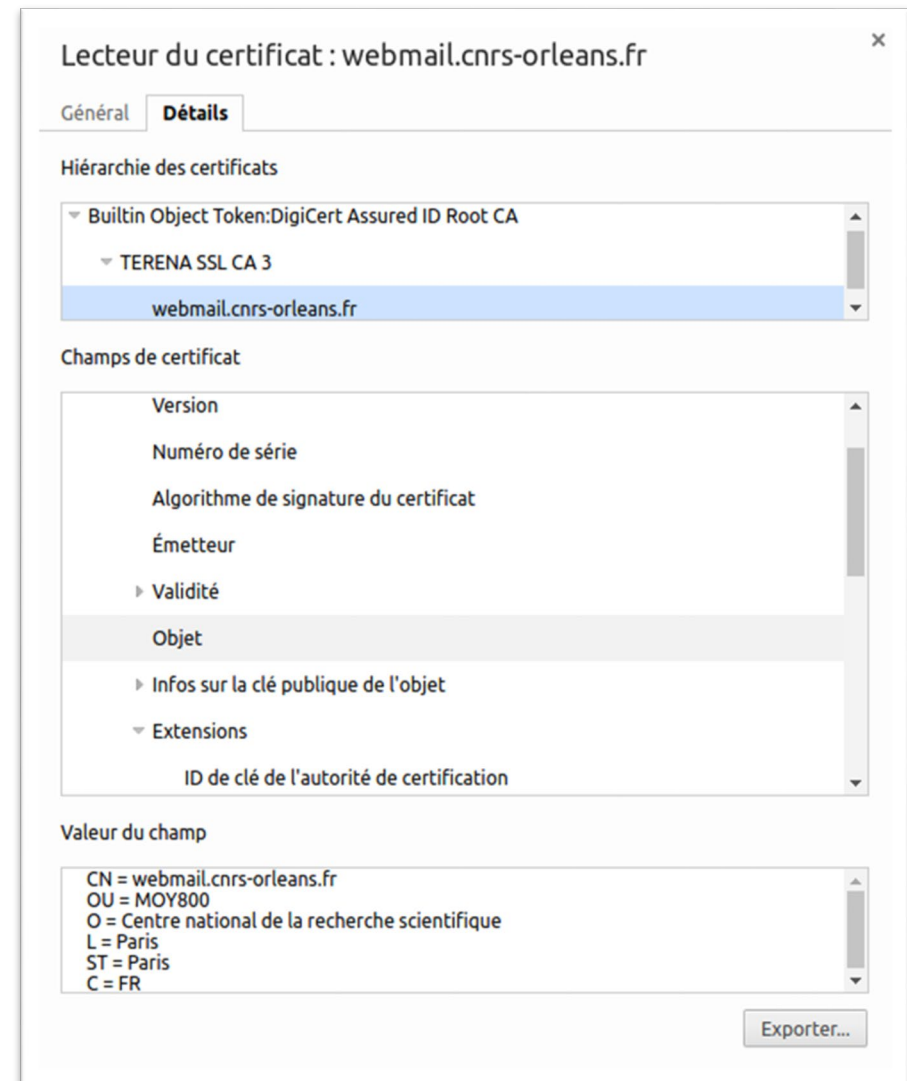 Lecteur du certificat : webmail.cnrs-orleans.fr
×
Général Détails
Hiérarchie des certificats
Builtin Object Token:DigiCert Assured ID Root CA
TERENA SSL CA 3
webmail.cnrs-orleans.fr
Champs de certificat
Version
Numéro de série
Algorithme de signature du certificat
Émetteur
Validité
Objet
Infos sur la clé publique de l'objet
Extensions
ID de clé de l'autorité de certification
Valeur du champ
CN = webmail.cnrs-orleans.fr
OU = MOY800
O = Centre national de la recherche scientifique
L = Paris
ST = Paris
C = FR
Exporter...